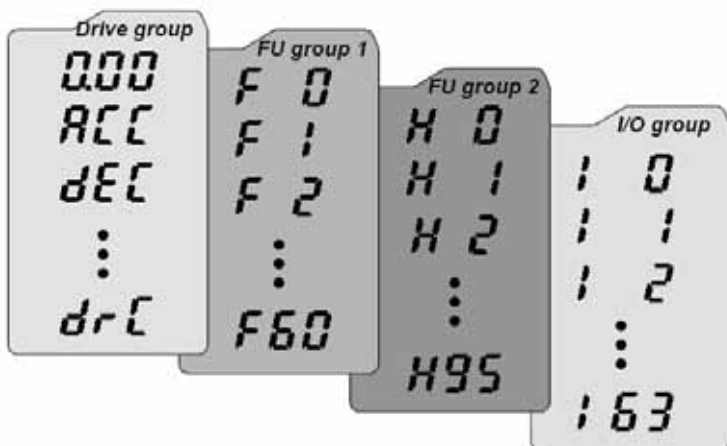 Drive group
0.00
ACC
dEC
drC
FU group 1
F 0
F 1
F 2
F60
FU group 2
H 0
H 1
H 2
H95
I/O group
I 0
I 1
I 2
I 63